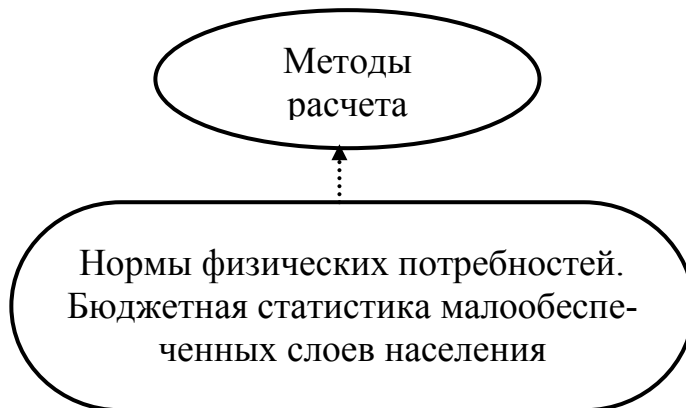 Методы
расчета
Нормы физических потребностей.
Бюджетная статистика малообеспе-
ченных слоев населения